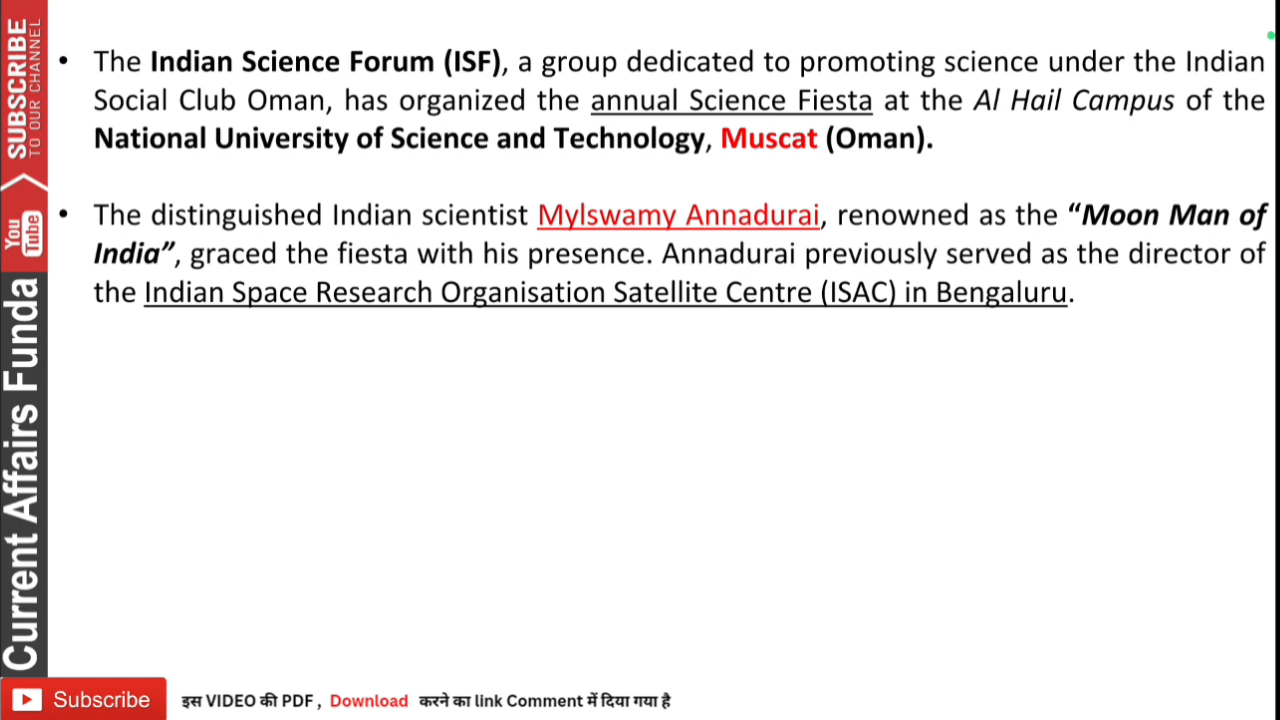 • The Indian Science Forum (ISF), a group dedicated to promoting science under the Indian
Social Club Oman, has organized the annual Science Fiesta at the Al Hail Campus of the
National University of Science and Technology, Muscat (Oman).
• The distinguished Indian scientist Mylswamy Annadurai, renowned as the “Moon Man of
India”, graced the fiesta with his presence. Annadurai previously served as the director of
the Indian Space Research Organisation Satellite Centre (ISAC) in Bengaluru.
SUBSCRIBE
TO OUR CHANNEL
You
Tube
Current Affairs Funda
Subscribe
इस VIDEO की PDF , Download करने का link Comment में दिया गया है